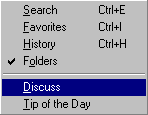 Search Ctrl+E
Favorites Ctrl+I
History Ctrl+H
Folders
Discuss
Tip of the Day